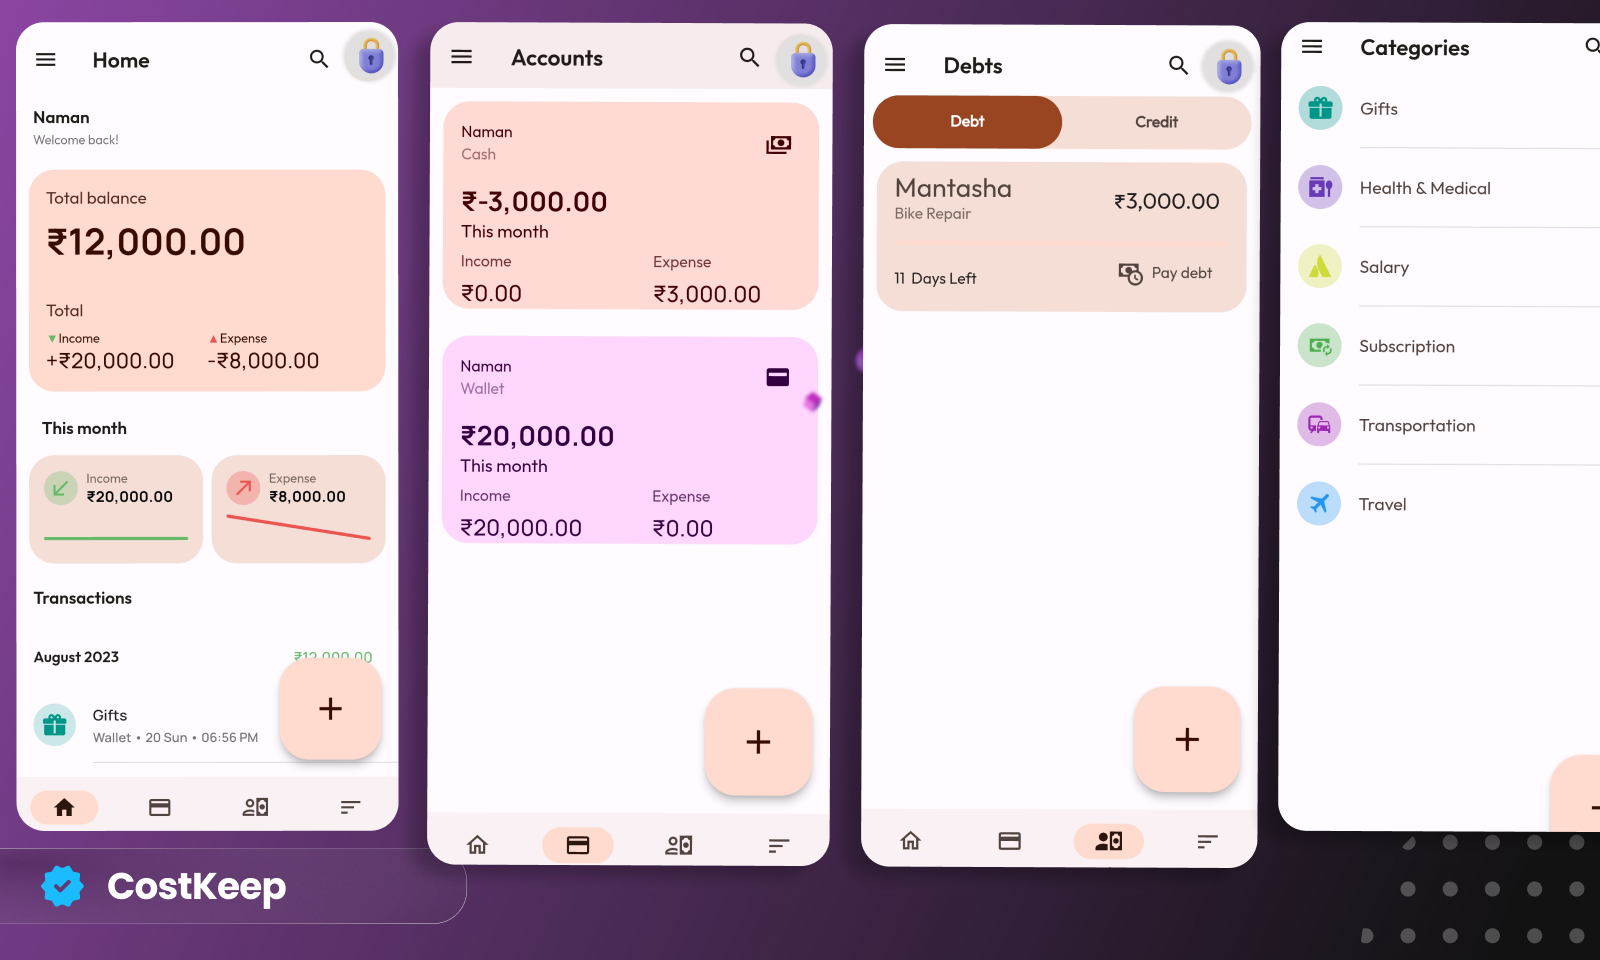 Home
Naman
Welcome back!
Total balance
₹12,000.00
Total
Income
Expense
+₹20,000.00
-₹8,000.00
This month
Income
₹20,000.00
Expense
₹8,000.00
Transactions
August 2023
₹12,000.00
Gifts
Wallet • 20 Sun • 06:56 PM
Accounts
Naman
Cash
₹-3,000.00
This month
Income
Expense
₹0.00
₹3,000.00
Naman
Wallet
₹20,000.00
This month
Income
Expense
₹20,000.00
₹0.00
Debts
Debt
Credit
Mantasha
₹3,000.00
Bike Repair
11 Days Left
Pay debt
Categories
Gifts
Health & Medical
Salary
Subscription
Transportation
Travel
CostKeep